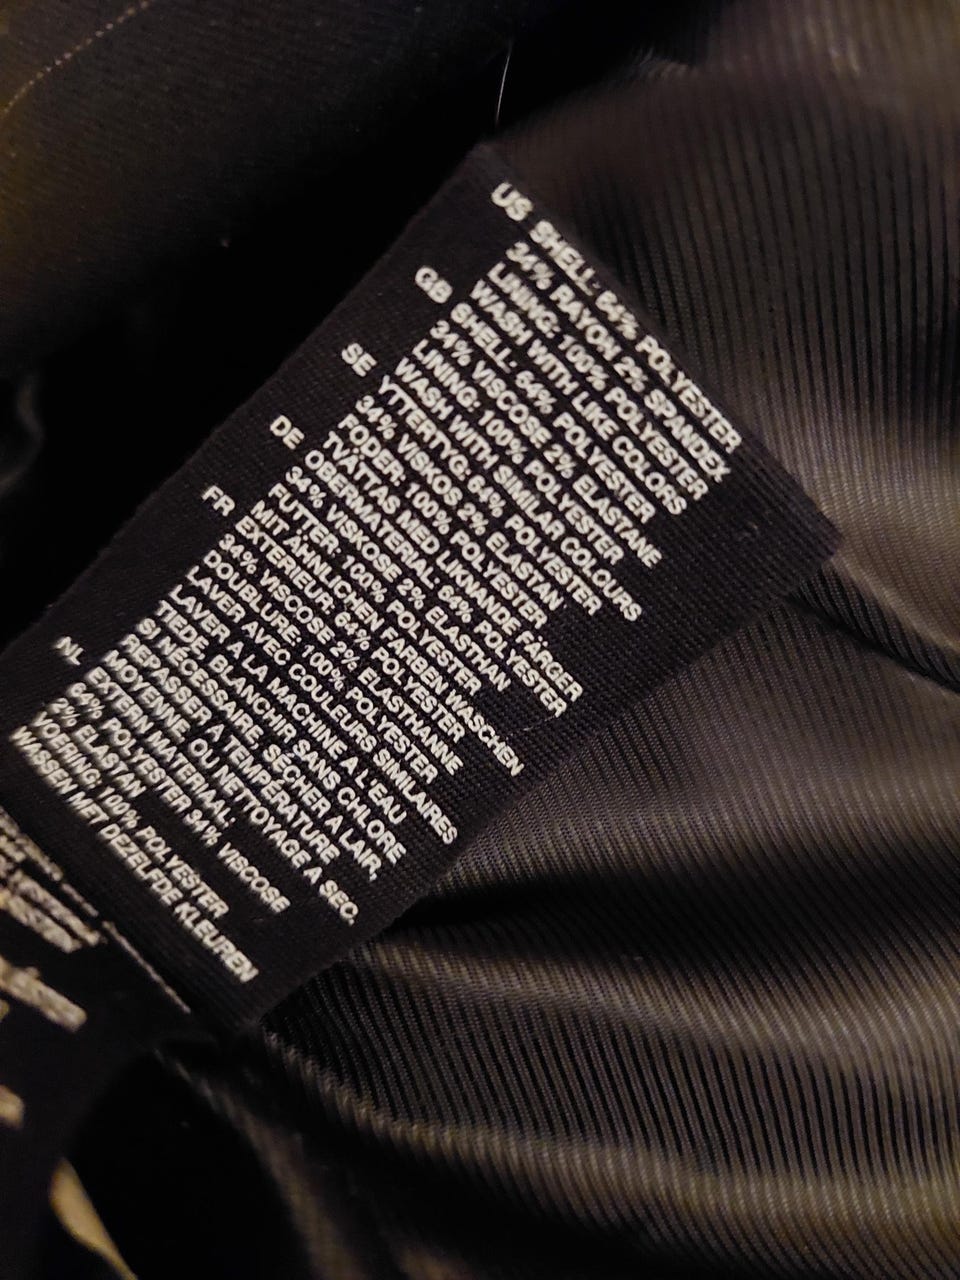 US SHELL: 64% POLYESTER
34% RAYON 2% SPANDEX
LINING: 100% POLYESTER
WASH WITH LIKE COLORS
GB SHELL: 64% POLYESTER
34% VISCOSE 2% ELASTANE
LINING: 100% POLYESTER
WASH WITH SIMILAR COLOURS
SE YTTERTYG: 64% POLYESTER
34% VISKOS 2% ELASTAN
FODER: 100% POLYESTER
TVÄTTAS MED LIKNANDE FÄRGER
DE OBERMATERIAL: 64% POLYESTER
34% VISKOSE 2% ELASTHAN
FUTTER: 100% POLYESTER
MIT ÄHNLICHEN FARBEN WASCHEN
FR EXTÉRIEUR: 64% POLYESTER
34% VISCOSE 2% ELASTHANNE
DOUBLURE: 100% POLYESTER
LAVER AVEC COULEURS SIMILAIRES
LAVER A LA MACHINE A L'EAU
TIEDE, BLANCHIR SANS CHLORE
SI NÉCESSAIRE, SÉCHER A L'AIR,
REPASSER A TEMPÉRATURE
MOYENNE, OU NETTOYAGE A SEC.
NL EXTERN IMATERIAAL:
64% POLYESTER 34% VISCOSE
2% ELASTAN
VOERING: 100% POLYESTER
WASSEN MET DEZELFDE KLEUREN